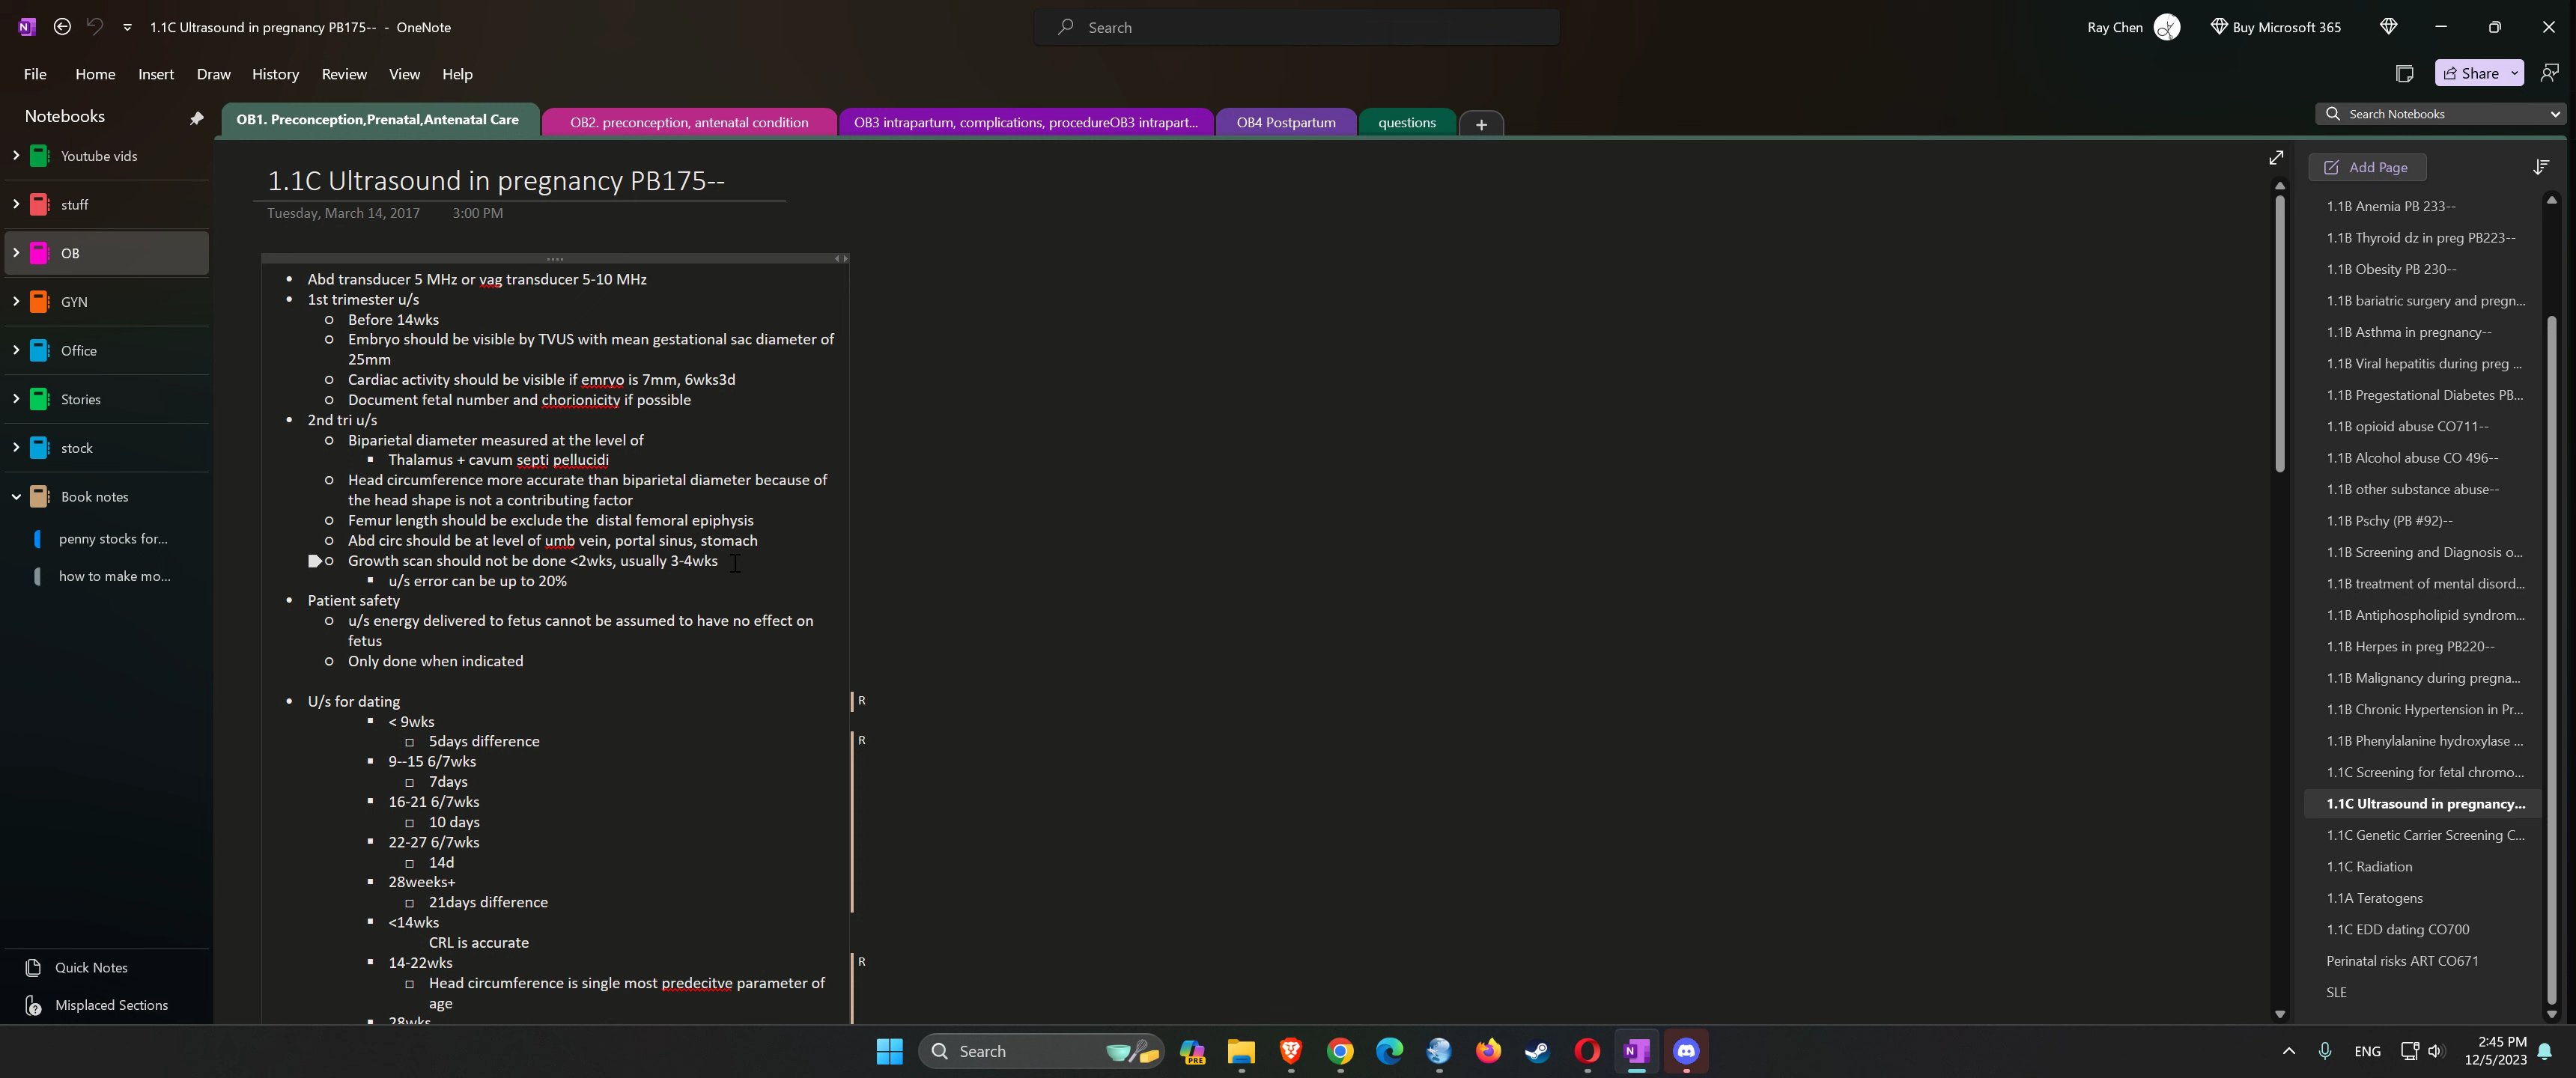 1.1C Ultrasound in pregnancy PB175-- - OneNote
Search
Ray Chen
Buy Microsoft 365
File Home Insert Draw History Review View Help
Share
Notebooks
OB1. Preconception,Prenatal,Antenatal Care
OB2. preconception, antenatal condition
OB3 intrapartum, complications, procedureOB3 intrapart...
OB4 Postpartum
questions
+
Search Notebooks
Youtube vids
stuff
OB
GYN
Office
Stories
stock
Book notes
penny stocks for...
how to make mo...
Quick Notes
Misplaced Sections
1.1C Ultrasound in pregnancy PB175--
Tuesday, March 14, 2017 3:00 PM
Abd transducer 5 MHz or vag transducer 5-10 MHz
1st trimester u/s
Before 14wks
Embryo should be visible by TVUS with mean gestational sac diameter of
25mm
Cardiac activity should be visible if emryo is 7mm, 6wks3d
Document fetal number and chorionicity if possible
2nd tri u/s
Biparietal diameter measured at the level of
Thalamus + cavum septi pellucidi
Head circumference more accurate than biparietal diameter because of
the head shape is not a contributing factor
Femur length should be exclude the distal femoral epiphysis
Abd circ should be at level of umb vein, portal sinus, stomach
Growth scan should not be done <2wks, usually 3-4wks
u/s error can be up to 20%
Patient safety
u/s energy delivered to fetus cannot be assumed to have no effect on
fetus
Only done when indicated
U/s for dating
R
< 9wks
5days difference
R
9--15 6/7wks
7days
16-21 6/7wks
10 days
22-27 6/7wks
14d
28weeks+
21days difference
<14wks
CRL is accurate
14-22wks
R
Head circumference is single most predecitve parameter of
age
28wks
Add Page
1.1B Anemia PB 233--
1.1B Thyroid dz in preg PB223--
1.1B Obesity PB 230--
1.1B bariatric surgery and pregn...
1.1B Asthma in pregnancy--
1.1B Viral hepatitis during preg ...
1.1B Pregestational Diabetes PB...
1.1B opioid abuse CO711--
1.1B Alcohol abuse CO 496--
1.1B other substance abuse--
1.1B Pschy (PB #92)--
1.1B Screening and Diagnosis o...
1.1B treatment of mental disord...
1.1B Antiphospholipid syndrom...
1.1B Herpes in preg PB220--
1.1B Malignancy during pregna...
1.1B Chronic Hypertension in Pr...
1.1B Phenylalanine hydroxylase ...
1.1C Screening for fetal chromo...
1.1C Ultrasound in pregnancy...
1.1C Genetic Carrier Screening C...
1.1C Radiation
1.1A Teratogens
1.1C EDD dating CO700
Perinatal risks ART CO671
SLE
Search
PRE
ENG
2:45 PM
12/5/2023